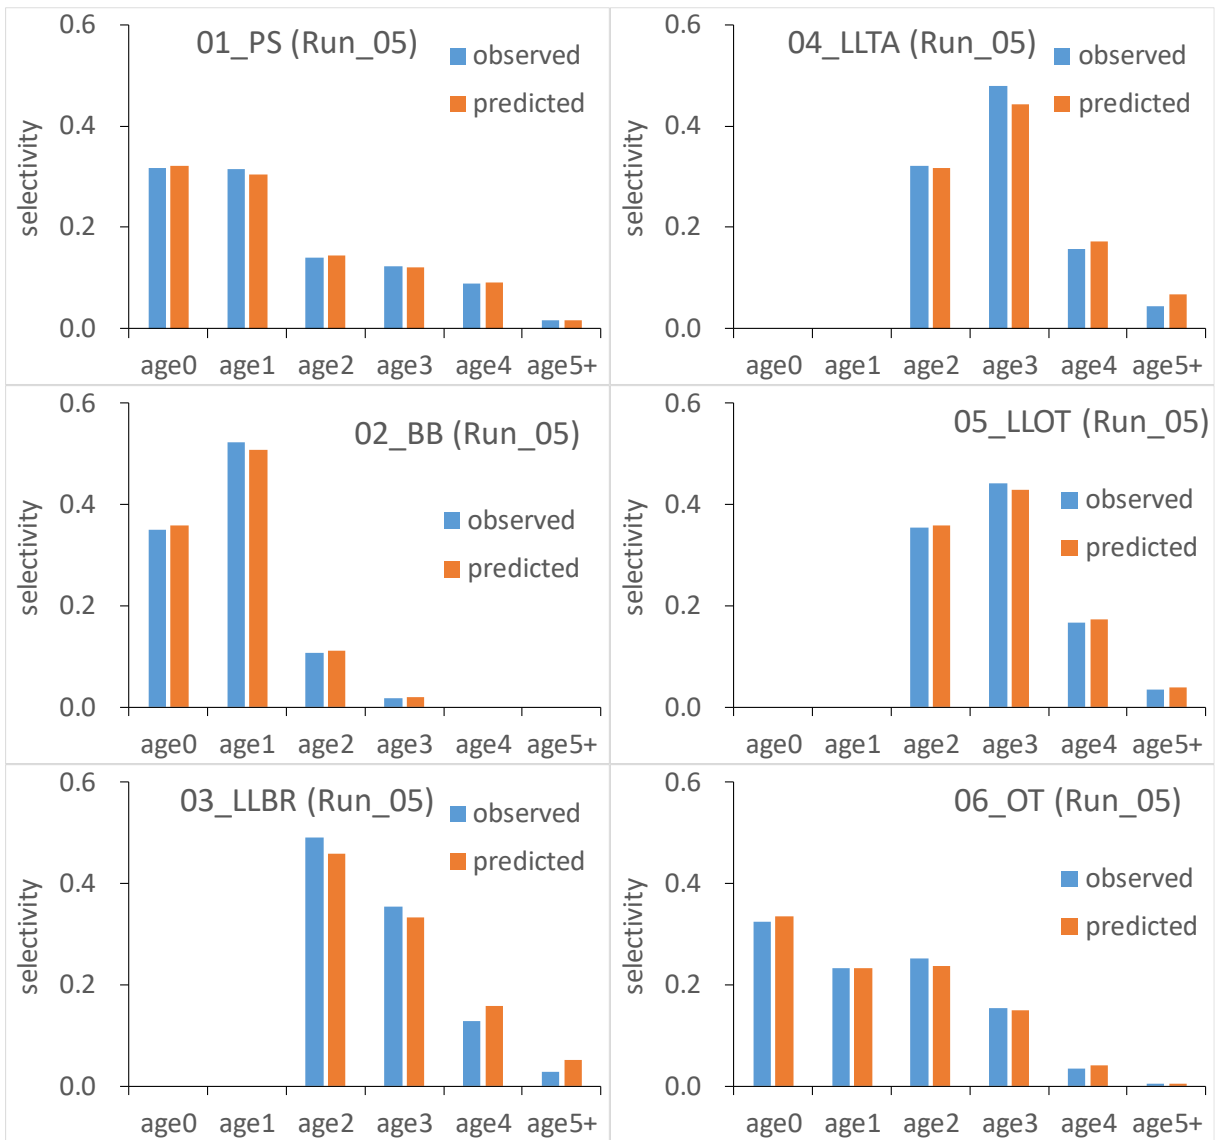 01_PS (Run_05)
observed
predicted
selectivity
0.6
0.4
0.2
0.0
age0 age1 age2 age3 age4 age5+
04_LLTA (Run_05)
observed
predicted
selectivity
0.6
0.4
0.2
0.0
age0 age1 age2 age3 age4 age5+
02_BB (Run_05)
observed
predicted
selectivity
0.6
0.4
0.2
0.0
age0 age1 age2 age3 age4 age5+
05_LLOT (Run_05)
observed
predicted
selectivity
0.6
0.4
0.2
0.0
age0 age1 age2 age3 age4 age5+
03_LLBR (Run_05)
observed
predicted
selectivity
0.6
0.4
0.2
0.0
age0 age1 age2 age3 age4 age5+
06_OT (Run_05)
observed
predicted
selectivity
0.6
0.4
0.2
0.0
age0 age1 age2 age3 age4 age5+